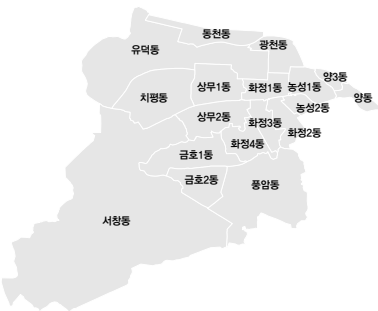 동천동
유덕동
광천동
양3동
상무1동
화정1동
농성1동
치평동
양동
농성2동
상무2동
화정3동
화정2동
화정4동
금호1동
금호2동
풍암동
서창동